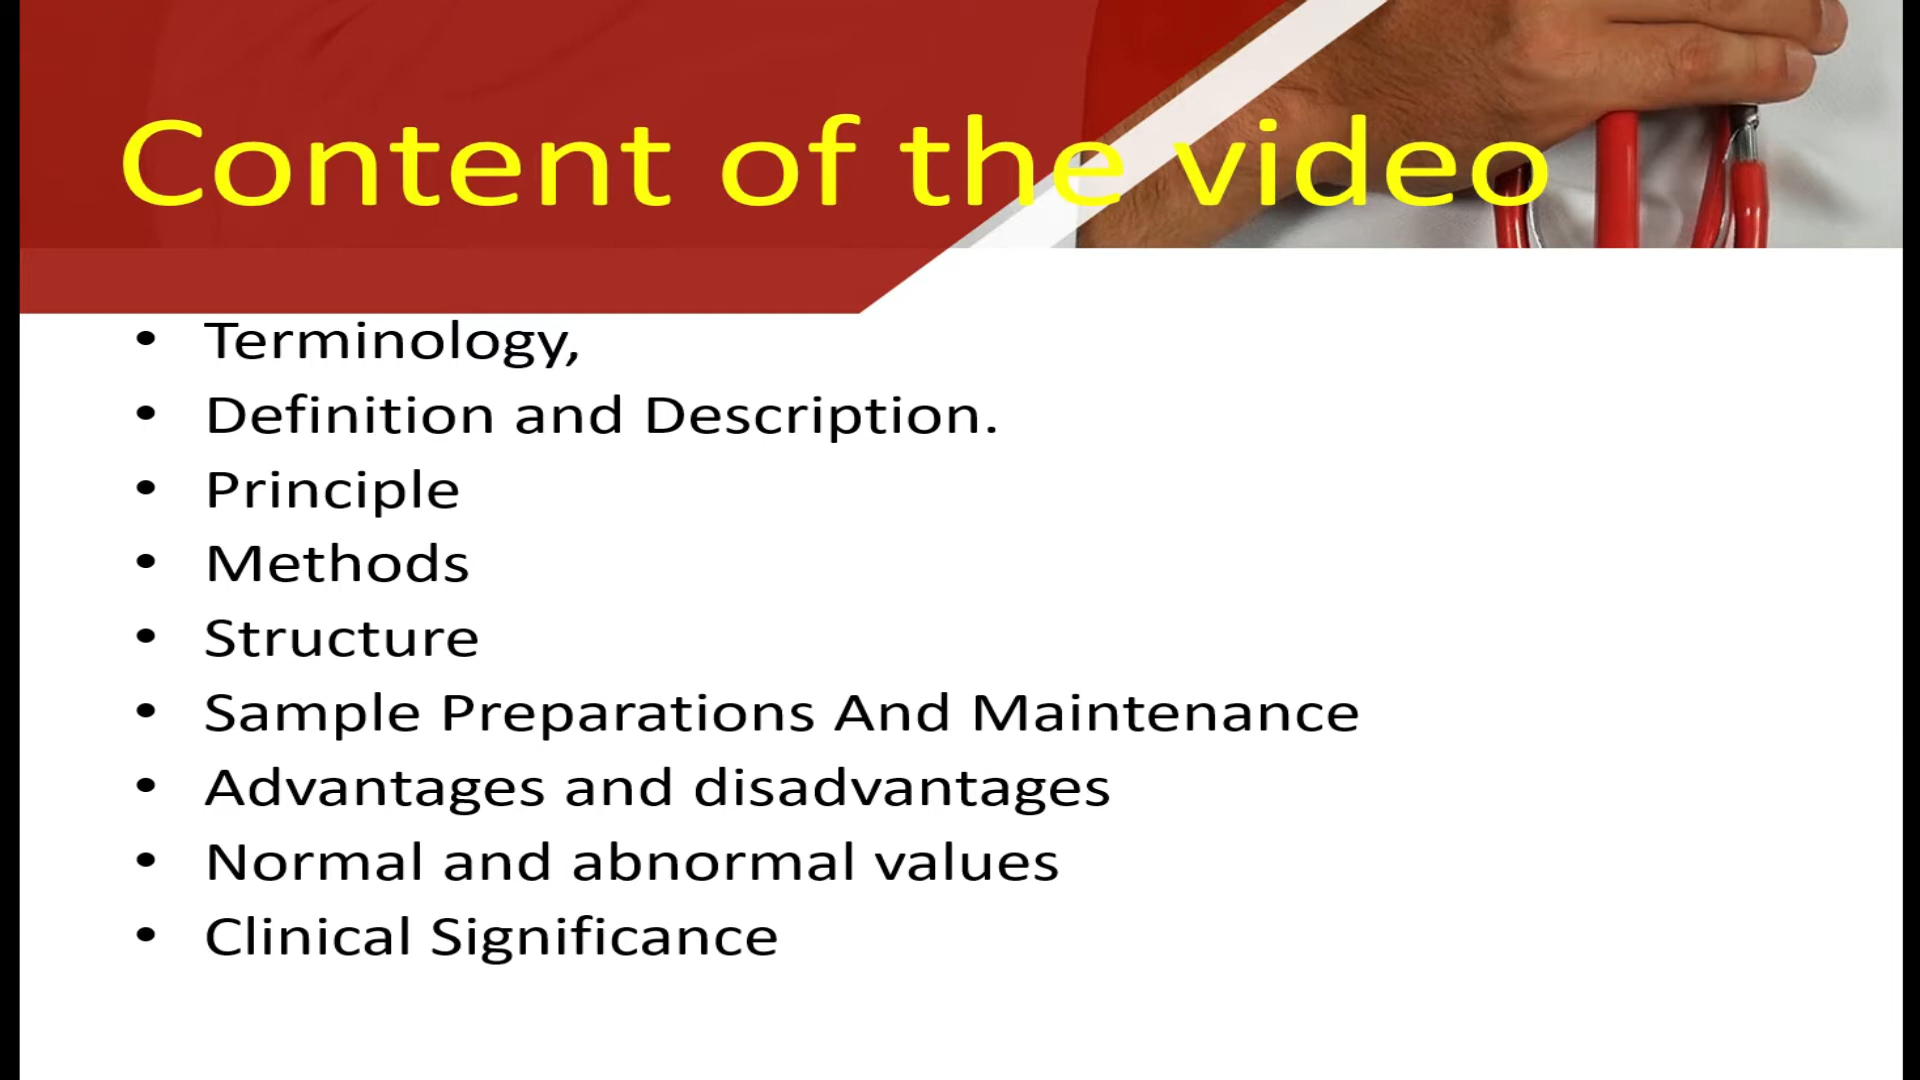 Content of the video
• Terminology,
• Definition and Description.
• Principle
• Methods
• Structure
• Sample Preparations And Maintenance
• Advantages and disadvantages
• Normal and abnormal values
• Clinical Significance